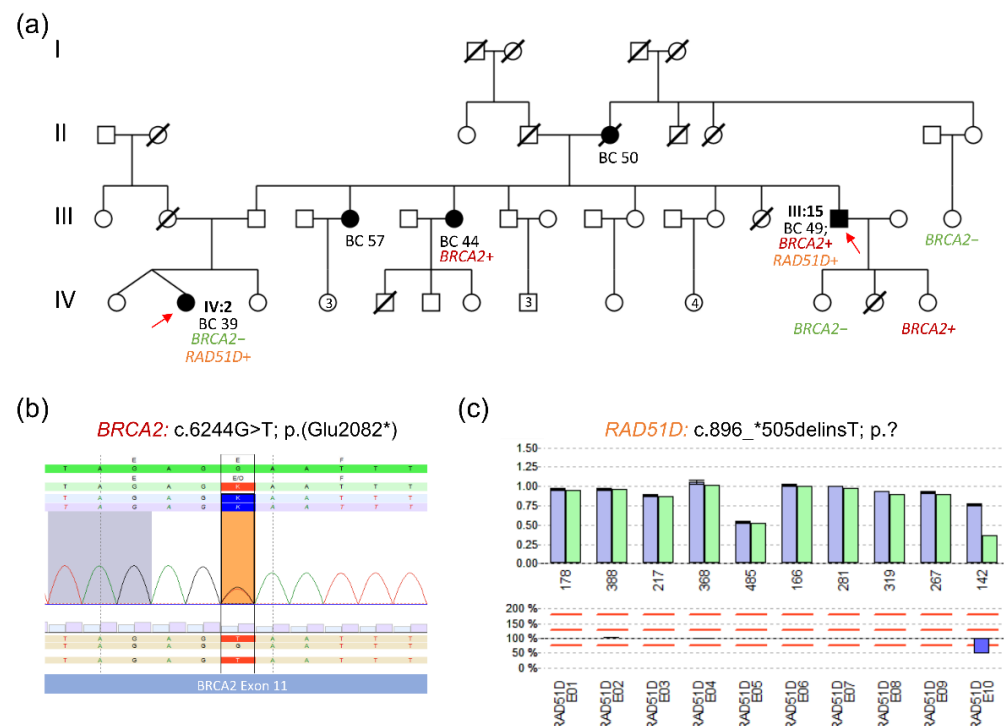 (a)
I
II
BC 50
III
BC 57
BC 44
BRCA2+
III:15
BC 49;
BRCA2+
RAD51D+
BRCA2−
IV
3
3
4
IV:2
BC 39
BRCA2−
RAD51D+
BRCA2−
BRCA2+
(b)
BRCA2: c.6244G>T; p.(Glu2082*)
E E F
T A G A G G A A T T T
E E/G F
T A G A G K A A T T T
T A G A G K A A T T T
T A G A G K A A T T T
T A G A G T A A T T T
T A G A G G A A T T T
T A G A G T A A T T T
BRCA2 Exon 11
(c)
RAD51D: c.896_*505delinsT; p.?
1.50
1.25
1.00
0.75
0.50
0.25
0.00
178 388 217 368 485 166 281 319 267 142
200 %
150 %
100 %
50 %
0 %
RAD51D E01
RAD51D E02
RAD51D E03
RAD51D E04
RAD51D E05
RAD51D E06
RAD51D E07
RAD51D E08
RAD51D E09
RAD51D E10